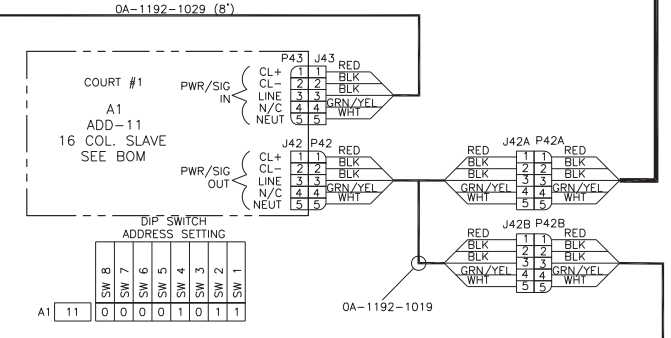 0A-1192-1029 (8')
COURT #1
A1
ADD-11
16 COL. SLAVE
SEE BOM
PWR/SIG
IN
P43 J43
CL+ 1 1 RED
CL- 2 2 BLK
LINE 3 3 BLK
N/C 4 4 GRN/YEL
NEUT 5 5 WHT
PWR/SIG
OUT
J42 P42
CL+ 1 1 RED
CL- 2 2 BLK
LINE 3 3 BLK
N/C 4 4 GRN/YEL
NEUT 5 5 WHT
J42A P42A
RED 1 1 RED
BLK 2 2 BLK
BLK 3 3 BLK
GRN/YEL 4 4 GRN/YEL
WHT 5 5 WHT
J42B P42B
RED 1 1 RED
BLK 2 2 BLK
BLK 3 3 BLK
GRN/YEL 4 4 GRN/YEL
WHT 5 5 WHT
0A-1192-1019
DIP SWITCH
ADDRESS SETTING
SW 8 SW 7 SW 6 SW 5 SW 4 SW 3 SW 2 SW 1
A1 11 0 0 0 0 1 0 1 1